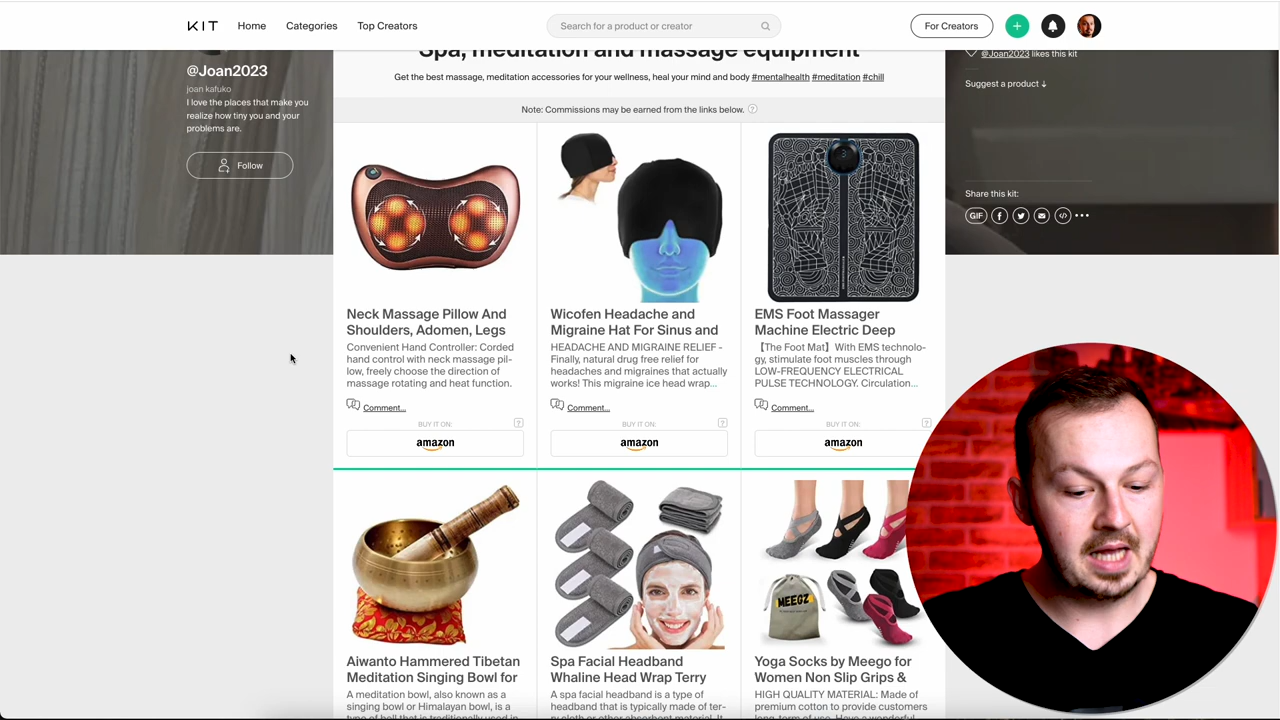 KIT Home Categories Top Creators Search for a product or creator For Creators
Spa, meditation and massage equipment
Get the best massage, meditation accessories for your wellness, heal your mind and body #mentalhealth #meditation #chill
Note: Commissions may be earned from the links below. ?
@Joan2023
joan kafuko
I love the places that make you
realize how tiny you and your
problems are.
Follow
@Joan2023 likes this kit
Suggest a product ↓
Share this kit:
GIF
Neck Massage Pillow And
Shoulders, Adomen, Legs
Convenient Hand Controller: Corded
hand control with neck massage pil-
low, freely choose the direction of
massage rotating and heat function.
Comment...
BUY IT ON: ?
amazon
Wicofen Headache and
Migraine Hat For Sinus and
HEADACHE AND MIGRAINE RELIEF -
Finally, natural drug free relief for
headaches and migraines that actually
works! This migraine ice head wrap...
Comment...
BUY IT ON: ?
amazon
EMS Foot Massager
Machine Electric Deep
【The Foot Mat】With EMS technolo-
gy, stimulate foot muscles through
LOW-FREQUENCY ELECTRICAL
PULSE TECHNOLOGY. Circulation...
Comment...
BUY IT ON: ?
amazon
Aiwanto Hammered Tibetan
Meditation Singing Bowl for
A meditation bowl, also known as a
singing bowl or Himalayan bowl, is a
type of bell that is traditionally used in
Spa Facial Headband
Whaline Head Wrap Terry
A spa facial headband is a type of
headband that is typically made of ter-
ry cloth or other absorbent material. It
MEEGZ
Yoga Socks by Meego for
Women Non Slip Grips &
HIGH QUALITY MATERIAL: Made of
premium cotton to provide customers
long-term of use. Have a wonderful